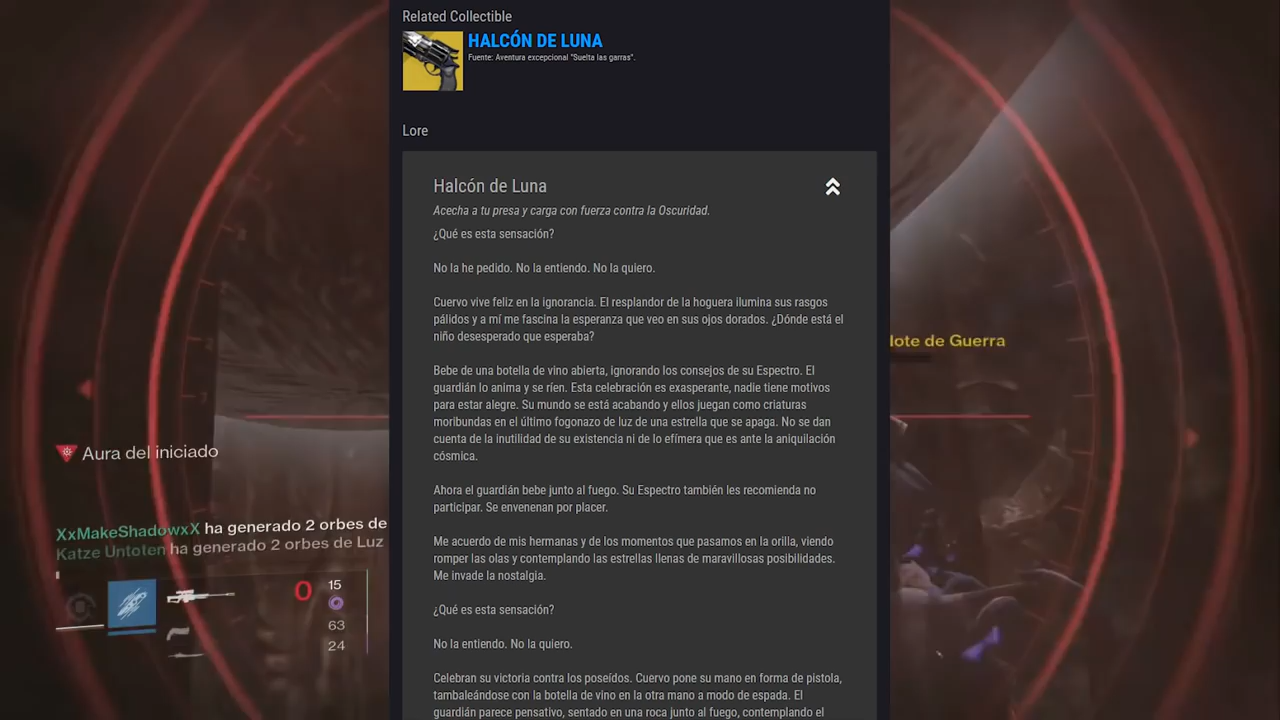 Related Collectible
HALCÓN DE LUNA
Fuente: Aventura excepcional "Suelta las garras".
Lore
Halcón de Luna
Acecha a tu presa y carga con fuerza contra la Oscuridad.
¿Qué es esta sensación?
No la he pedido. No la entiendo. No la quiero.
Cuervo vive feliz en la ignorancia. El resplandor de la hoguera ilumina sus rasgos
pálidos y a mí me fascina la esperanza que veo en sus ojos dorados. ¿Dónde está el
niño desesperado que esperaba?
Bebe de una botella de vino abierta, ignorando los consejos de su Espectro. El
guardián lo anima y se ríen. Esta celebración es exasperante, nadie tiene motivos
para estar alegre. Su mundo se está acabando y ellos juegan como criaturas
moribundas en el último fogonazo de luz de una estrella que se apaga. No se dan
cuenta de la inutilidad de su existencia ni de lo efímera que es ante la aniquilación
cósmica.
Ahora el guardián bebe junto al fuego. Su Espectro también les recomienda no
participar. Se envenenan por placer.
Me acuerdo de mis hermanas y de los momentos que pasamos en la orilla, viendo
romper las olas y contemplando las estrellas llenas de maravillosas posibilidades.
Me invade la nostalgia.
¿Qué es esta sensación?
No la entiendo. No la quiero.
Celebran su victoria contra los poseídos. Cuervo pone su mano en forma de pistola,
tambaleándose con la botella de vino en la otra mano a modo de espada. El
guardián parece pensativo, sentado en una roca junto al fuego, contemplando el
lote de Guerra
Aura del iniciado
XxMakeShadowxX ha generado 2 orbes de
Katze Untoten ha generado 2 orbes de Luz
0
15
63
24